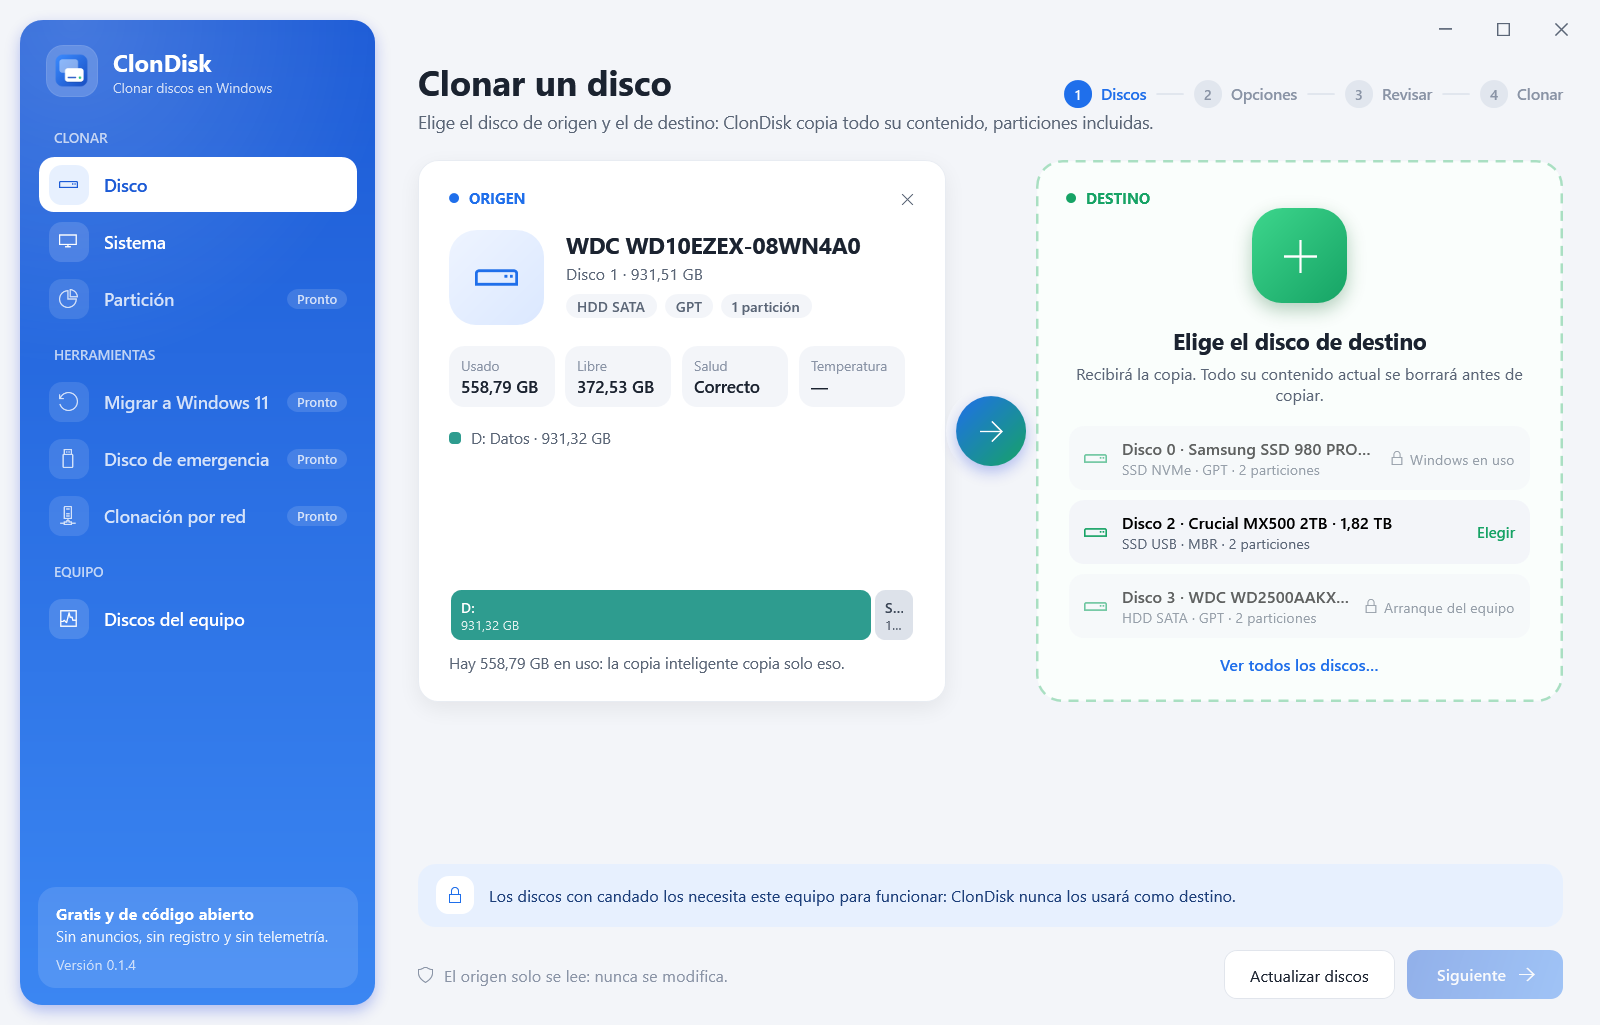 ClonDisk
Clonar discos en Windows
CLONAR
Disco
Sistema
Partición
Pronto
HERRAMIENTAS
Migrar a Windows 11
Pronto
Disco de emergencia
Pronto
Clonación por red
Pronto
EQUIPO
Discos del equipo
Gratis y de código abierto
Sin anuncios, sin registro y sin telemetría.
Versión 0.1.4
Clonar un disco
Elige el disco de origen y el de destino: ClonDisk copia todo su contenido, particiones incluidas.
1 Discos
2 Opciones
3 Revisar
4 Clonar
ORIGEN
WDC WD10EZEX-08WN4A0
Disco 1 · 931,51 GB
HDD SATA
GPT
1 partición
Usado
558,79 GB
Libre
372,53 GB
Salud
Correcto
Temperatura
—
D: Datos · 931,32 GB
D:
931,32 GB
S...
1...
Hay 558,79 GB en uso: la copia inteligente copia solo eso.
DESTINO
Elige el disco de destino
Recibirá la copia. Todo su contenido actual se borrará antes de
copiar.
Disco 0 · Samsung SSD 980 PRO...
SSD NVMe · GPT · 2 particiones
Windows en uso
Disco 2 · Crucial MX500 2TB · 1,82 TB
SSD USB · MBR · 2 particiones
Elegir
Disco 3 · WDC WD2500AAKX...
HDD SATA · GPT · 2 particiones
Arranque del equipo
Ver todos los discos...
Los discos con candado los necesita este equipo para funcionar: ClonDisk nunca los usará como destino.
El origen solo se lee: nunca se modifica.
Actualizar discos
Siguiente